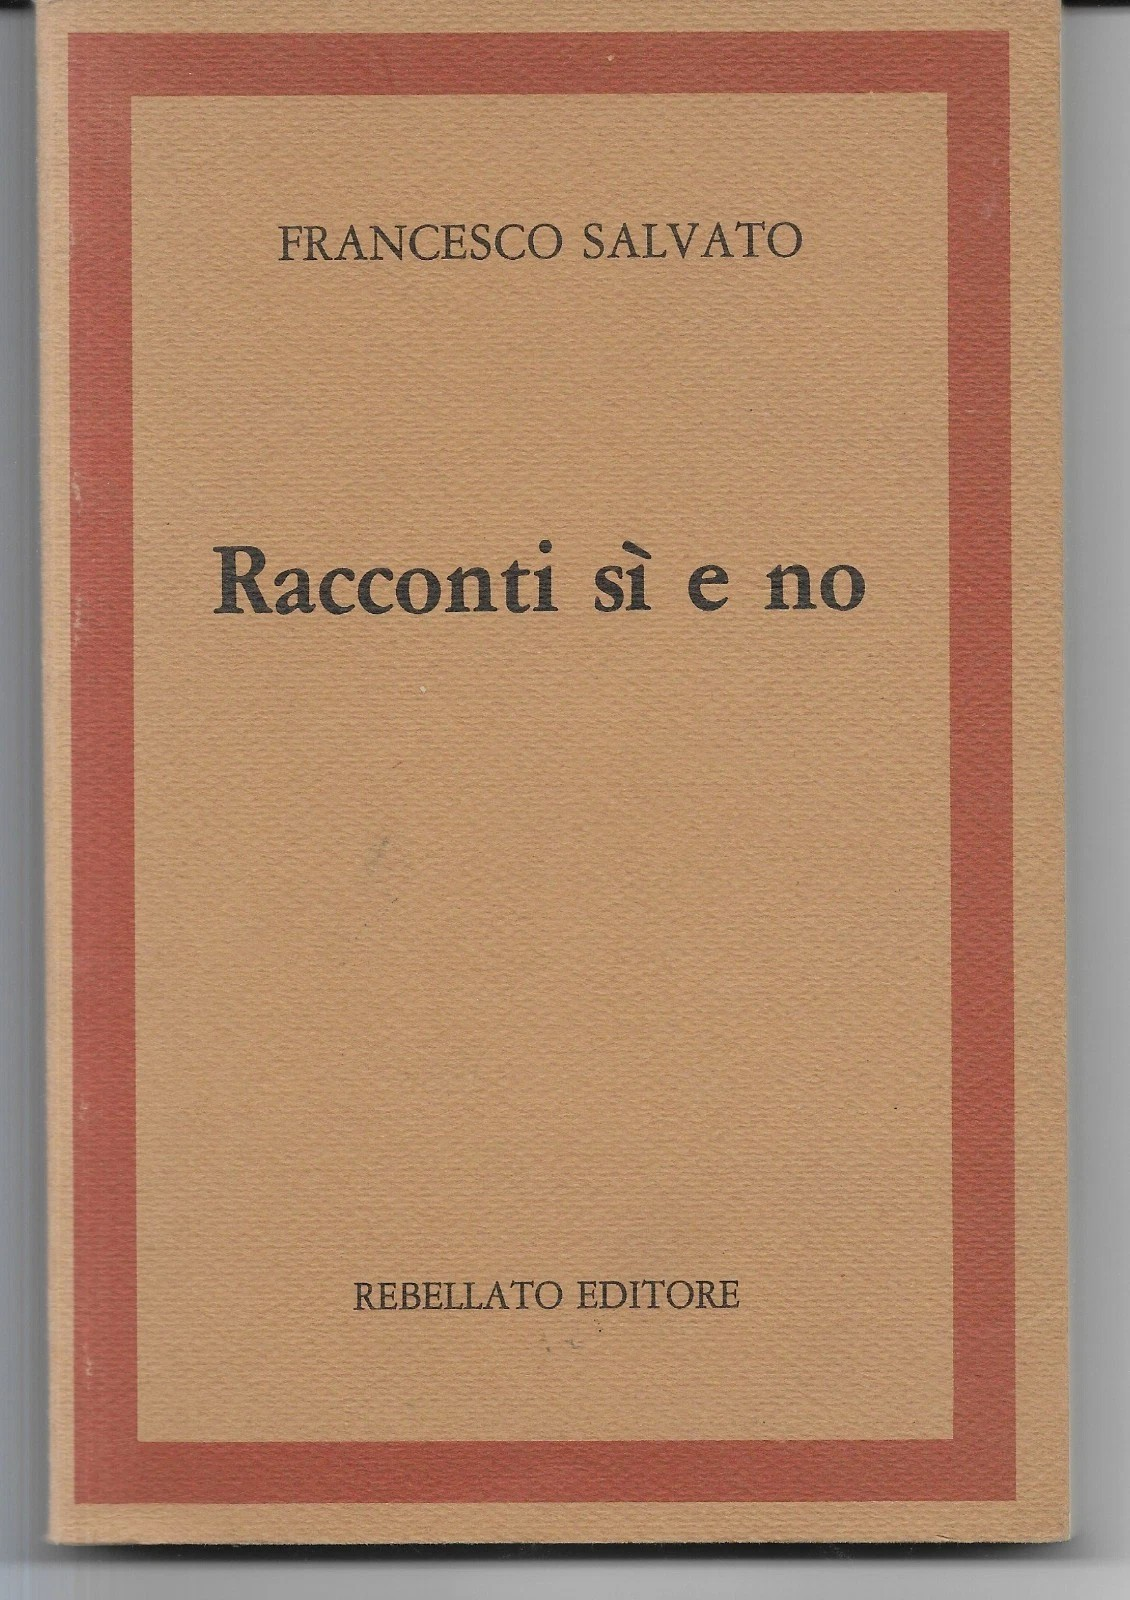 FRANCESCO SALVATO
Racconti sì e no
REBELLATO EDITORE